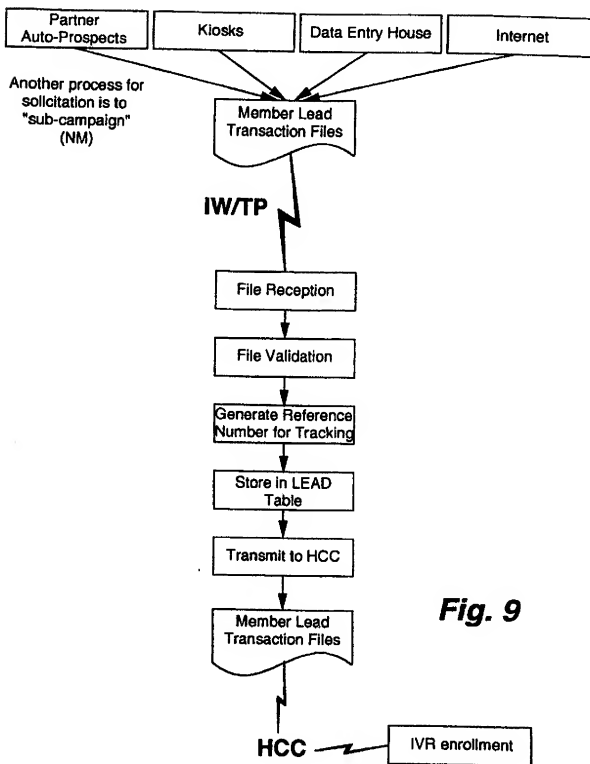 Partner
Auto-Prospects
Kiosks
Data Entry House
Internet
Another process for
solicitation is to
"sub-campaign"
(NM)
Member Lead
Transaction Files
IW/TP
File Reception
File Validation
Generate Reference
Number for Tracking
Store in LEAD
Table
Transmit to HCC
Member Lead
Transaction Files
Fig. 9
HCC
IVR enrollment